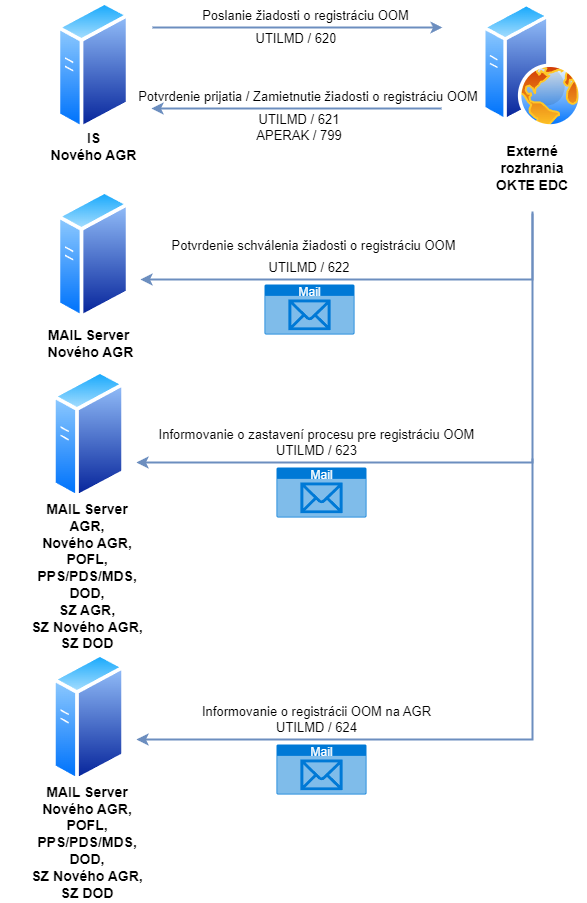 Poslanie žiadosti o registráciu OOM
UTILMD / 620
Potvrdenie prijatia / Zamietnutie žiadosti o registráciu OOM
UTILMD / 621
APERAK / 799
IS
Nového AGR
Externé
rozhrania
OKTE EDC
Potvrdenie schválenia žiadosti o registráciu OOM
UTILMD / 622
Mail
MAIL Server
Nového AGR
Informovanie o zastavení procesu pre registráciu OOM
UTILMD / 623
Mail
MAIL Server
AGR,
Nového AGR,
POFL,
PPS/PDS/MDS,
DOD,
SZ AGR,
SZ Nového AGR,
SZ DOD
Informovanie o registrácii OOM na AGR
UTILMD / 624
Mail
MAIL Server
Nového AGR,
POFL,
PPS/PDS/MDS,
DOD,
SZ Nového AGR,
SZ DOD